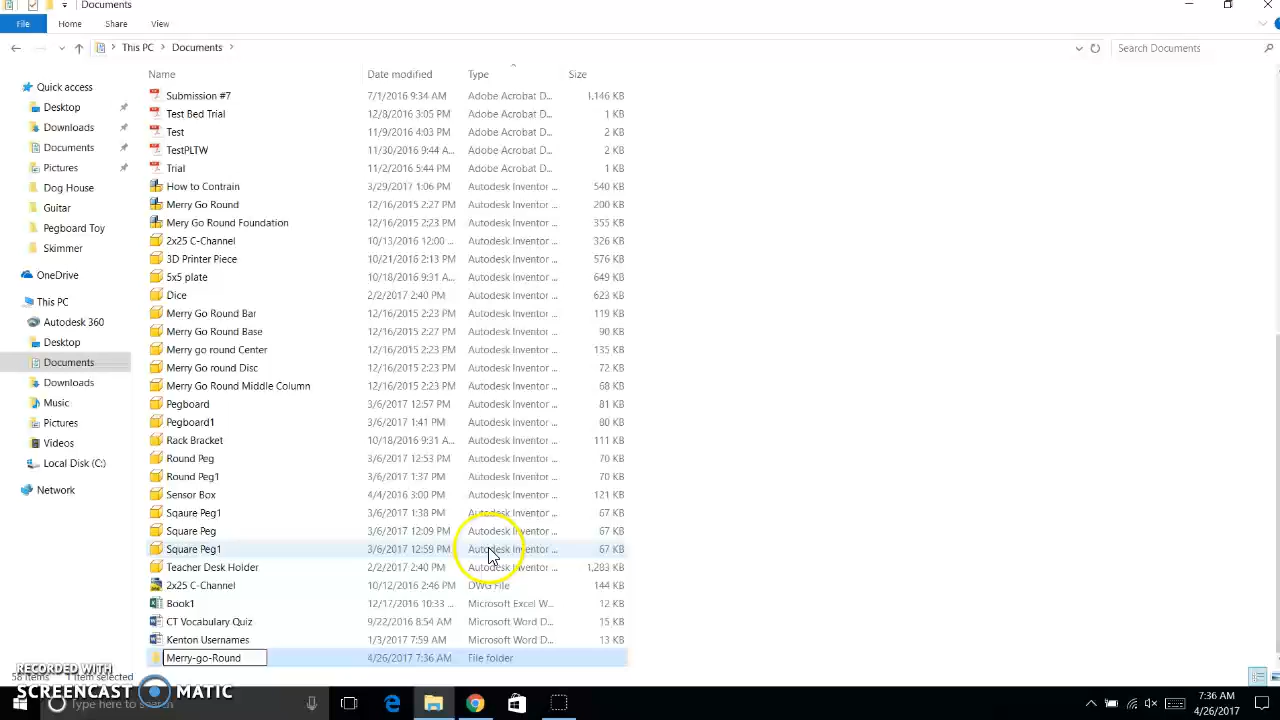 Documents
File Home Share View
This PC Documents Search Documents
Name Date modified Type Size
Quick access
Desktop
Downloads
Documents
Pictures
Dog House
Guitar
Pegboard Toy
Skimmer
OneDrive
This PC
Autodesk 360
Desktop
Documents
Downloads
Music
Pictures
Videos
Local Disk (C:)
Network
Submission #7 7/1/2016 9:34 AM Adobe Acrobat D... 1,146 KB
Test Bed Trial 12/8/2016 3:05 PM Adobe Acrobat D... 1 KB
Test 11/9/2016 4:03 PM Adobe Acrobat D... 2 KB
TestPLTW 11/30/2016 9:44 A... Adobe Acrobat D... 2 KB
Trial 11/2/2016 5:44 PM Adobe Acrobat D... 1 KB
How to Contrain 3/29/2017 1:06 PM Autodesk Inventor ... 540 KB
Merry Go Round 12/16/2015 2:27 PM Autodesk Inventor ... 200 KB
Mery Go Round Foundation 12/16/2015 2:23 PM Autodesk Inventor ... 355 KB
2x25 C-Channel 10/13/2016 12:00 ... Autodesk Inventor ... 326 KB
3D Printer Piece 10/21/2016 2:13 PM Autodesk Inventor ... 576 KB
5x5 plate 10/18/2016 9:31 A... Autodesk Inventor ... 649 KB
Dice 2/2/2017 2:40 PM Autodesk Inventor ... 623 KB
Merry Go Round Bar 12/16/2015 2:23 PM Autodesk Inventor ... 119 KB
Merry Go Round Base 12/16/2015 2:27 PM Autodesk Inventor ... 90 KB
Merry go round Center 12/16/2015 2:23 PM Autodesk Inventor ... 135 KB
Merry Go round Disc 12/16/2015 2:23 PM Autodesk Inventor ... 72 KB
Merry Go Round Middle Column 12/16/2015 2:23 PM Autodesk Inventor ... 68 KB
Pegboard 3/6/2017 12:57 PM Autodesk Inventor ... 81 KB
Pegboard1 3/6/2017 1:41 PM Autodesk Inventor ... 80 KB
Rack Bracket 10/18/2016 9:31 A... Autodesk Inventor ... 111 KB
Round Peg 3/6/2017 12:53 PM Autodesk Inventor ... 70 KB
Round Peg1 3/6/2017 1:37 PM Autodesk Inventor ... 70 KB
Sensor Box 4/4/2016 3:00 PM Autodesk Inventor ... 121 KB
Sqaure Peg1 3/6/2017 1:38 PM Autodesk Inventor ... 67 KB
Square Peg 3/6/2017 12:09 PM Autodesk Inventor ... 67 KB
Square Peg1 3/6/2017 12:59 PM Autodesk Inventor ... 67 KB
Teacher Desk Holder 2/2/2017 2:40 PM Autodesk Inventor ... 1,283 KB
2x25 C-Channel 10/12/2016 2:46 PM DWG File 144 KB
Book1 12/17/2016 10:33 ... Microsoft Excel W... 12 KB
CT Vocabulary Quiz 9/22/2016 8:54 AM Microsoft Word D... 15 KB
Kenton Usernames 1/3/2017 7:59 AM Microsoft Word D... 13 KB
Merry-go-Round 4/26/2017 7:36 AM File folder
58 items 1 item selected
RECORDED WITH
SCREENCAST MATIC
Type here to search
7:36 AM
4/26/2017